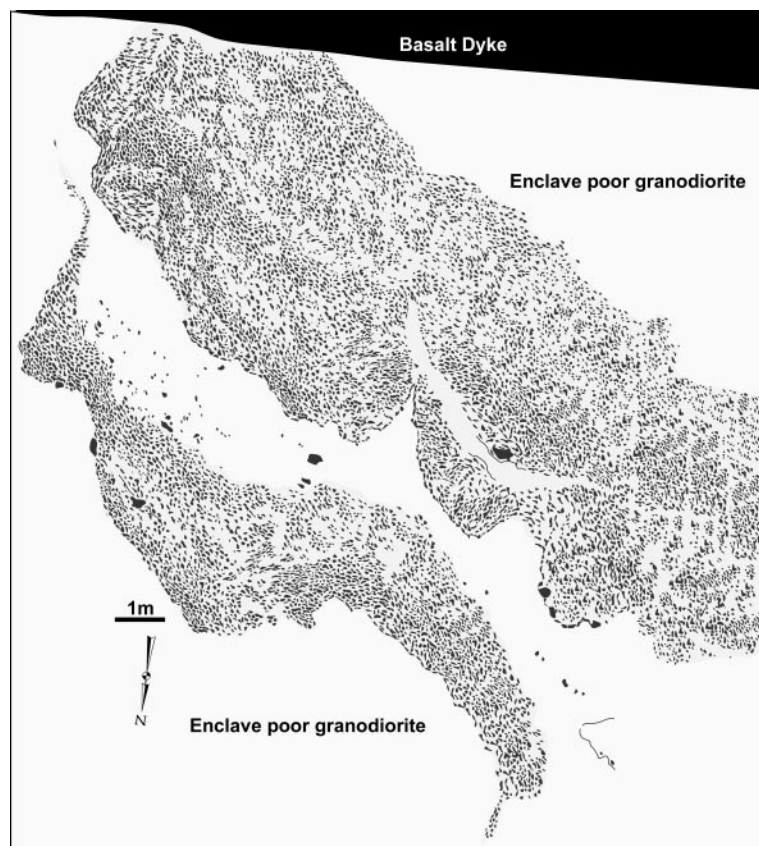 Basalt Dyke
Enclave poor granodiorite
1m
N
Enclave poor granodiorite